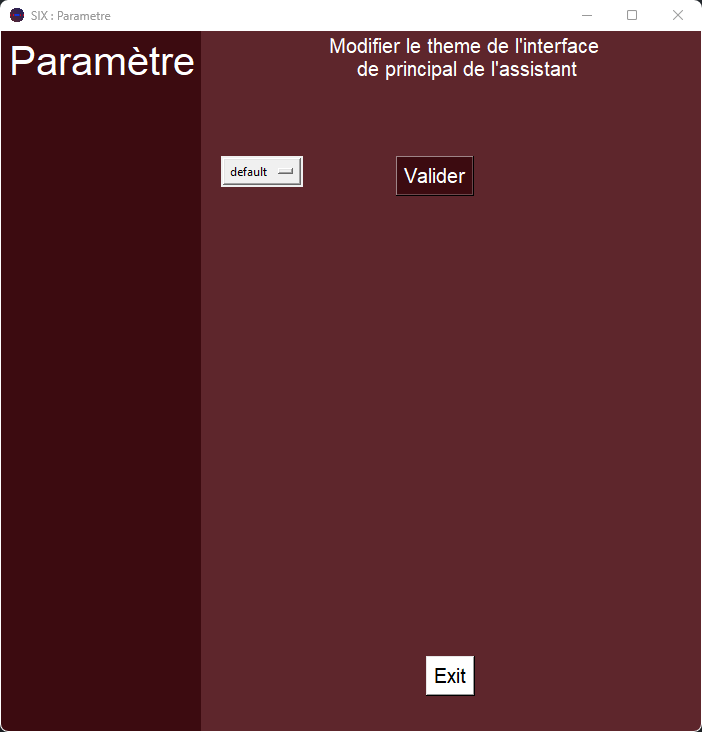 SIX : Parametre
Paramètre
Modifier le theme de l'interface
de principal de l'assistant
default
Valider
Exit